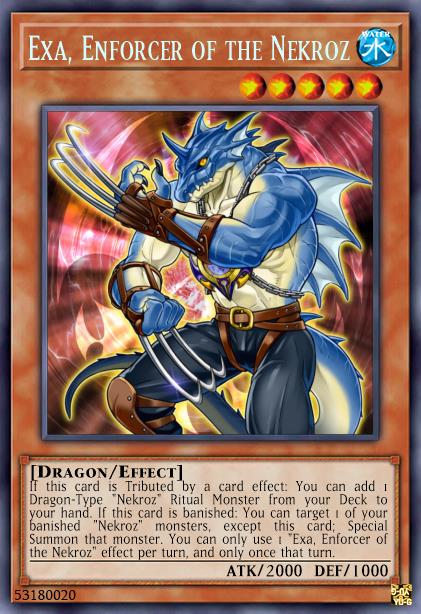 Exa, Enforcer of the Nekroz
WATER
水
[Dragon/Effect]
If this card is Tributed by a card effect: You can add 1
Dragon-Type "Nekroz" Ritual Monster from your Deck to
your hand. If this card is banished: You can target 1 of your
banished "Nekroz" monsters, except this card; Special
Summon that monster. You can only use 1 "Exa, Enforcer of
the Nekroz" effect per turn, and only once that turn.
ATK/2000 DEF/1000
53180020